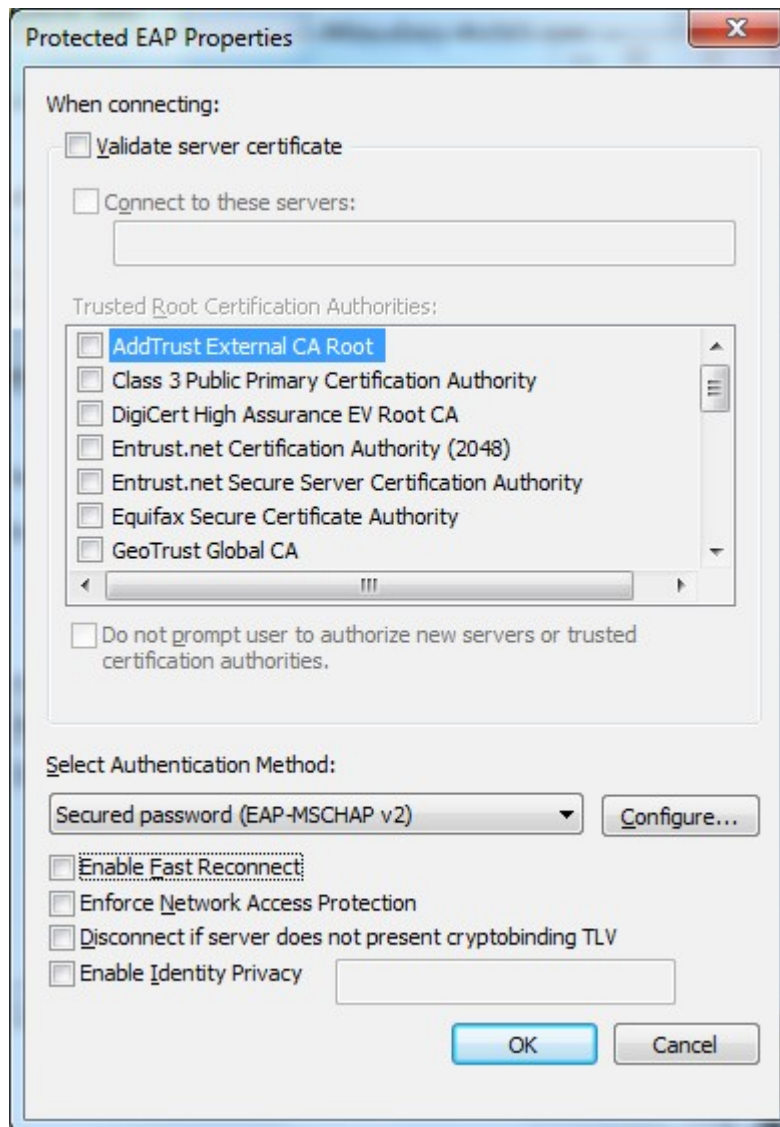 Protected EAP Properties
When connecting:
Validate server certificate
Connect to these servers:
Trusted Root Certification Authorities:
AddTrust External CA Root
Class 3 Public Primary Certification Authority
DigiCert High Assurance EV Root CA
Entrust.net Certification Authority (2048)
Entrust.net Secure Server Certification Authority
Equifax Secure Certificate Authority
GeoTrust Global CA
Do not prompt user to authorize new servers or trusted
certification authorities.
Select Authentication Method:
Secured password (EAP-MSCHAP v2)
Configure...
Enable Fast Reconnect
Enforce Network Access Protection
Disconnect if server does not present cryptobinding TLV
Enable Identity Privacy
OK
Cancel